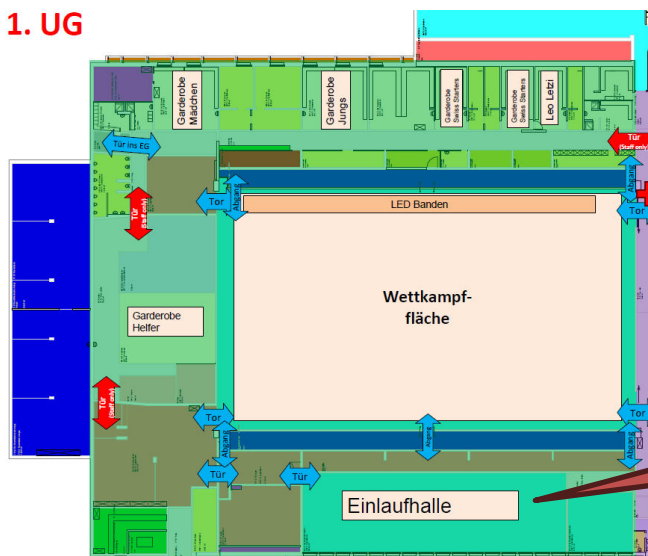 1. UG
Garderobe
Mädchen
Garderobe
Jungs
Garderobe
Swiss Starters
Garderobe
Swiss Starters
Leo Letzi
Tür ins EG
Tür
(Staff only)
Tür
(Staff only)
Abgang
Abgang
Tor
Tor
LED Banden
Wettkampf-
fläche
Garderobe
Helfer
Tür
(Staff only)
Tor
Tor
Abgang
Abgang
Abgang
Tür
Tür
Einlaufhalle